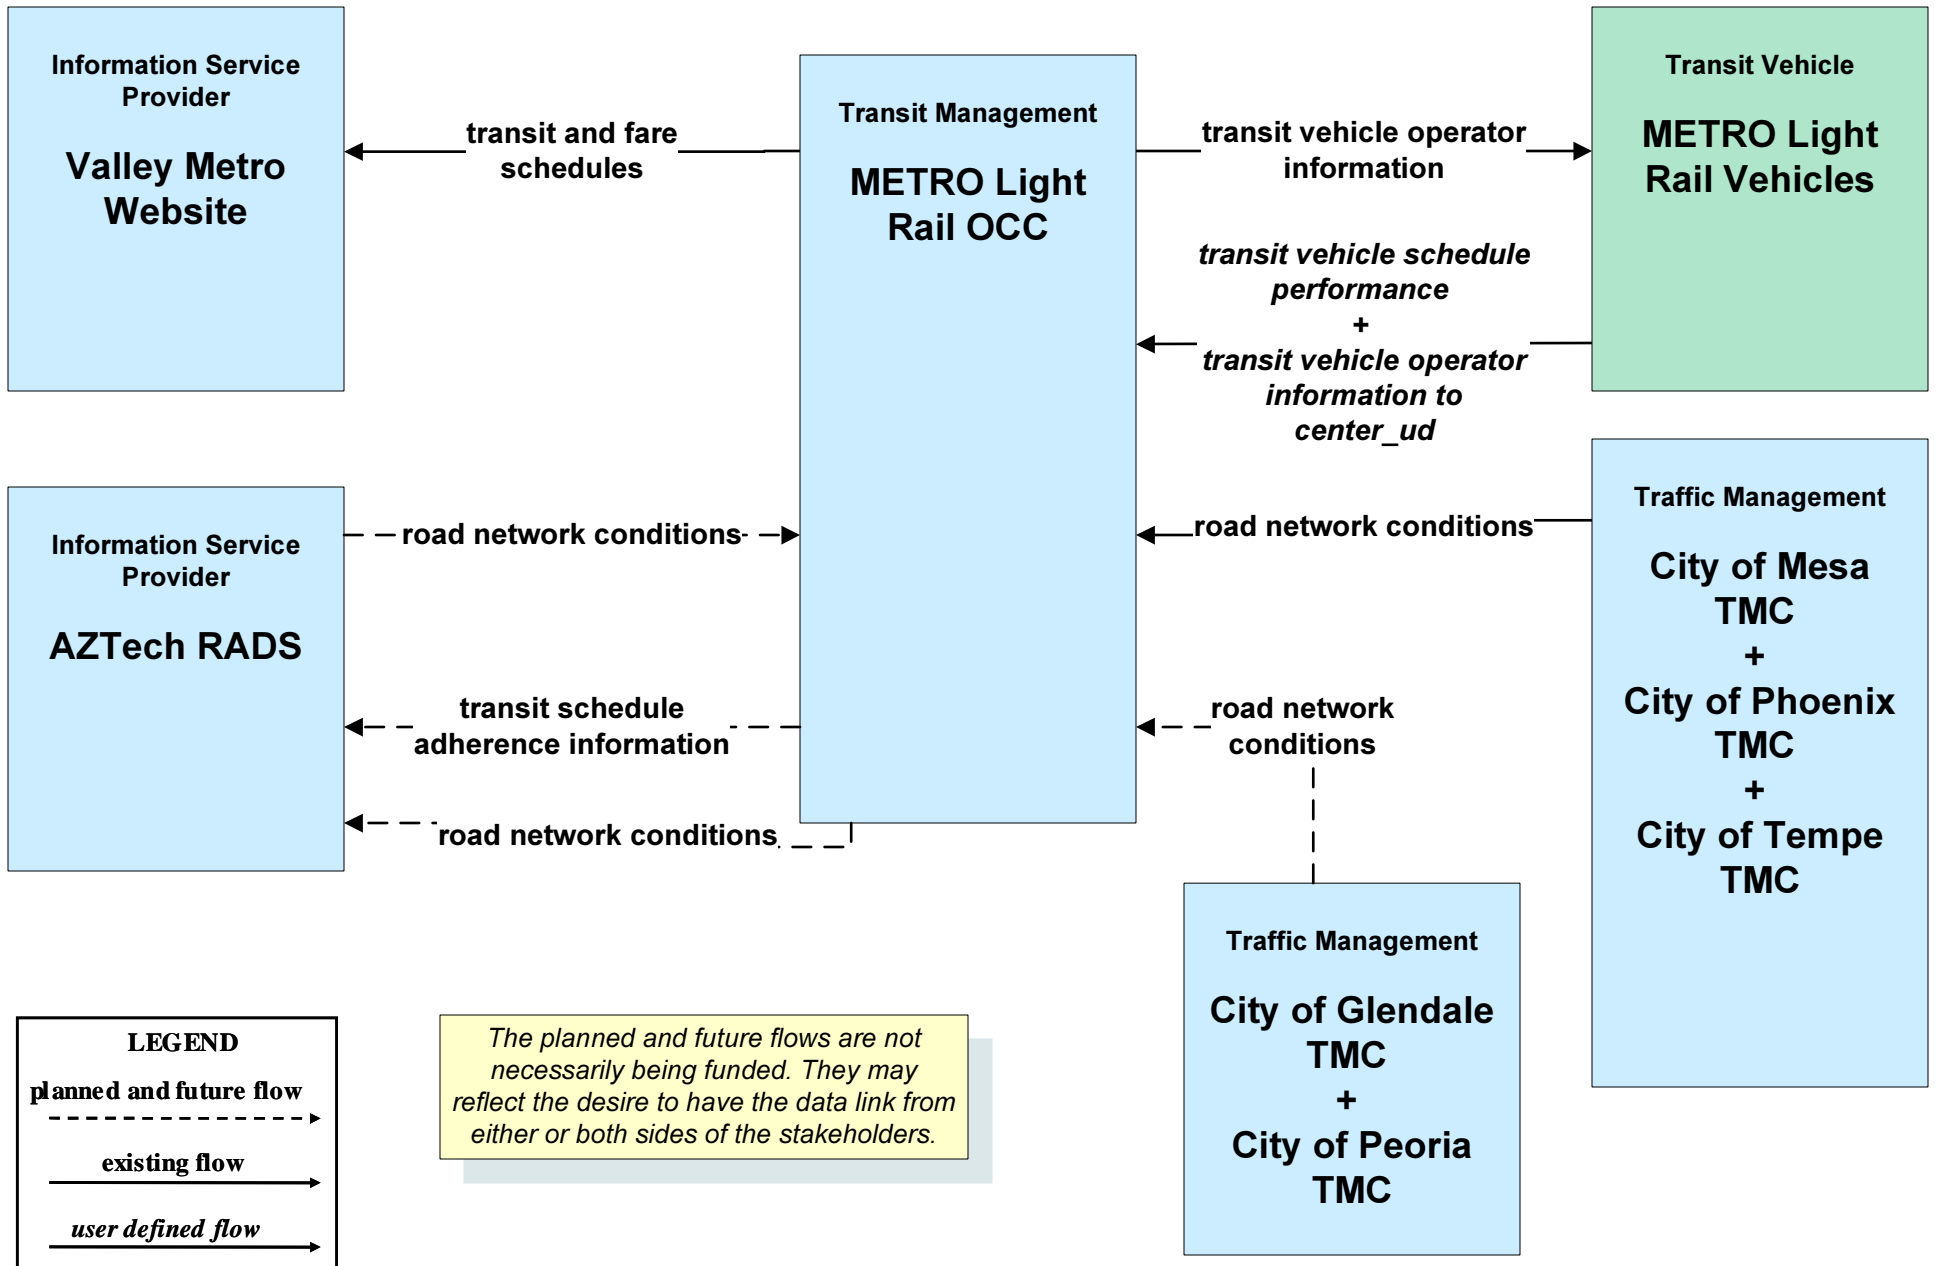 Information Service
Provider
Valley Metro
Website
transit and fare
schedules
Transit Management
METRO Light
Rail OCC
transit vehicle operator
information
Transit Vehicle
METRO Light
Rail Vehicles
transit vehicle schedule
performance
+
transit vehicle operator
information to
center_ud
Information Service
Provider
AZTech RADS
road network conditions
transit schedule
adherence information
road network conditions
road network conditions
Traffic Management
City of Mesa
TMC
+
City of Phoenix
TMC
+
City of Tempe
TMC
road network
conditions
Traffic Management
City of Glendale
TMC
+
City of Peoria
TMC
LEGEND
planned and future flow
existing flow
user defined flow
The planned and future flows are not
necessarily being funded. They may
reflect the desire to have the data link from
either or both sides of the stakeholders.